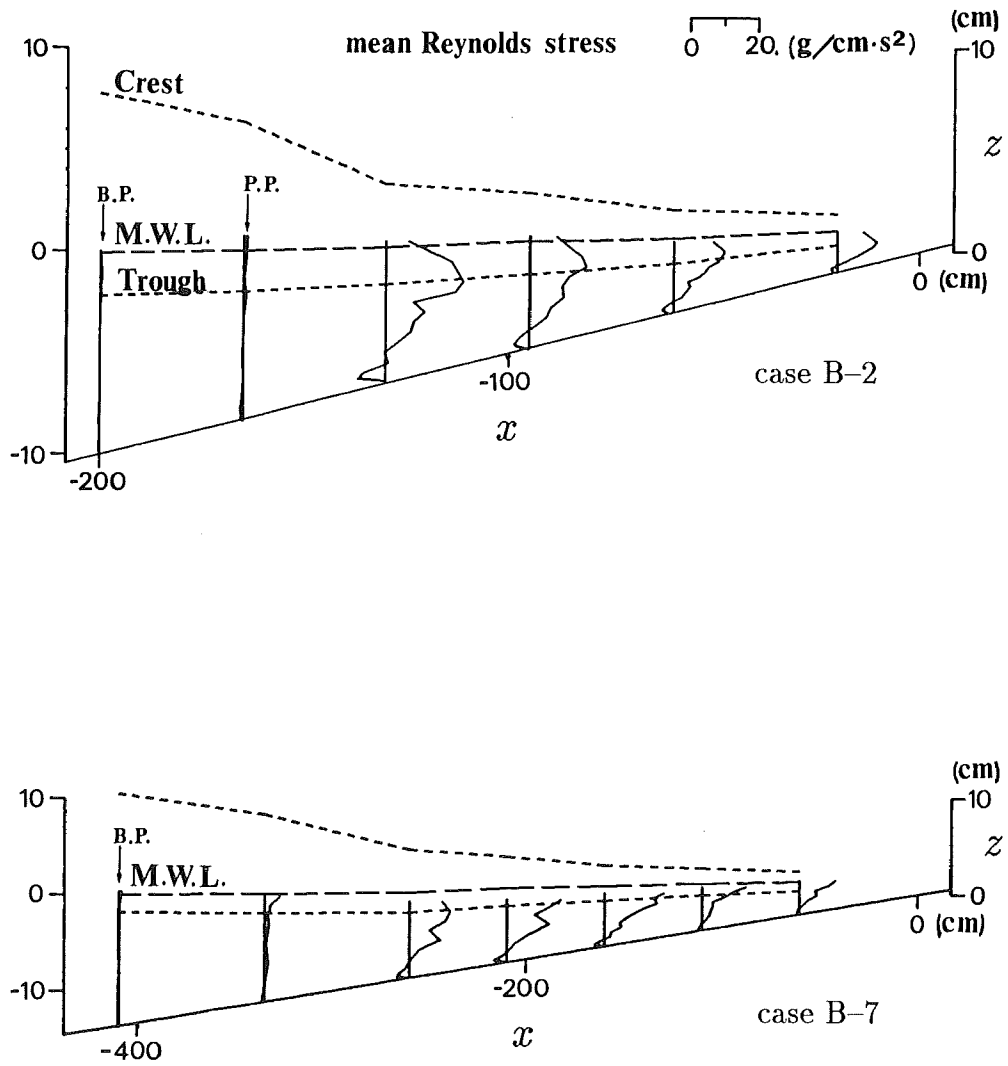 (cm)
10 mean Reynolds stress 0 20. (g/cm·s²) 10
Crest
z
B.P. P.P.
M.W.L.
0 0
Trough 0 (cm)
-100 case B–2
x
-10
-200
(cm)
10 10
B.P.
z
M.W.L.
0 0
0 (cm)
-10
-200 case B–7
x
-400